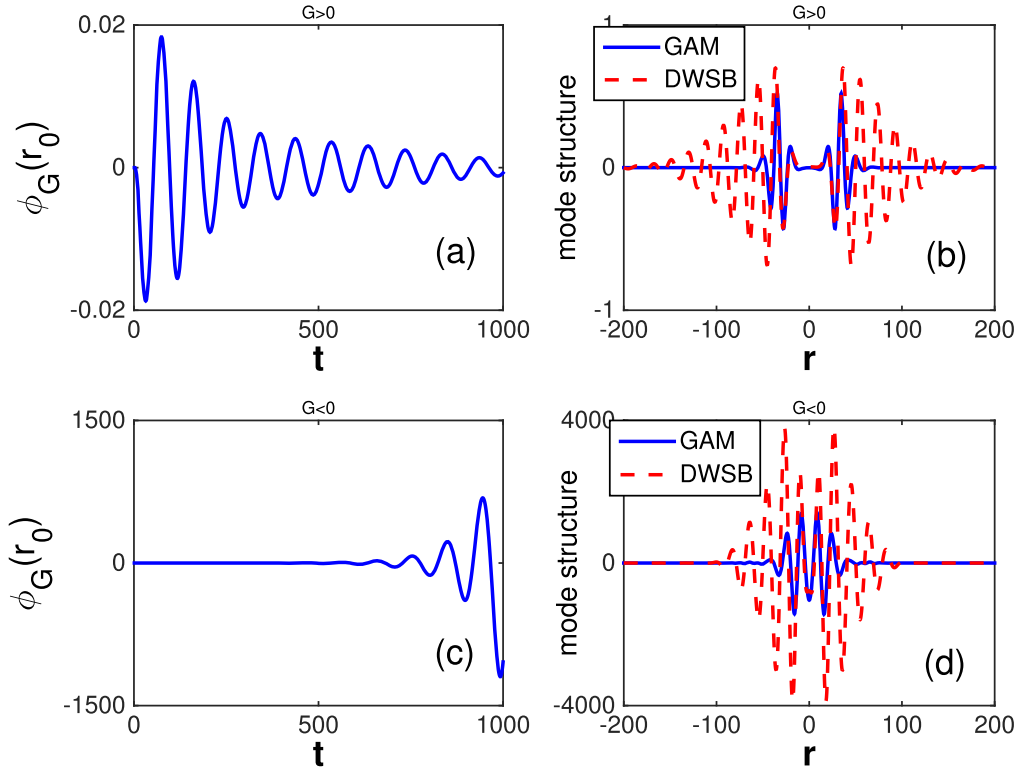 G>0
0.02
0
-0.02
ϕG(r0)
0
500
1000
t
(a)
G>0
1
0
-1
mode structure
GAM
DWSB
-200
-100
0
100
200
r
(b)
G<0
1500
0
-1500
ϕG(r0)
0
500
1000
t
(c)
G<0
4000
0
-4000
mode structure
GAM
DWSB
-200
-100
0
100
200
r
(d)